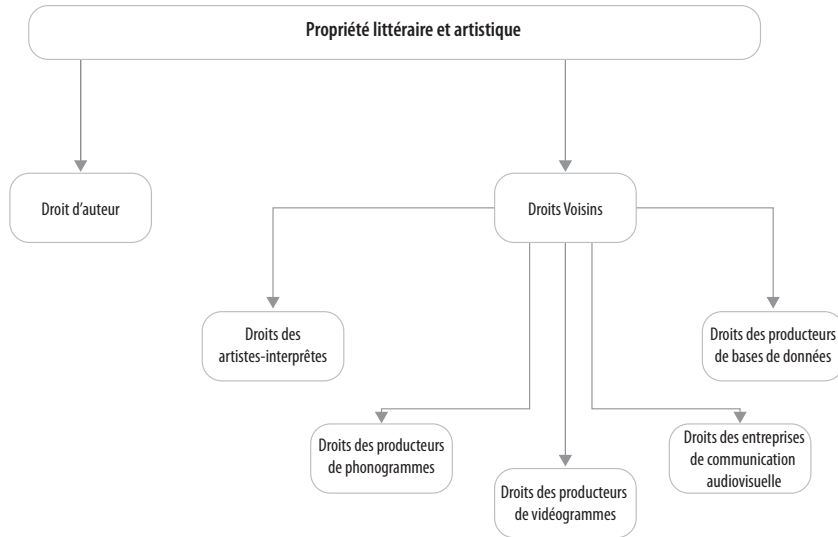 Propriété littéraire et artistique
Droit d'auteur
Droits Voisins
Droits des
artistes-interprêtes
Droits des producteurs
de bases de données
Droits des producteurs
de phonogrammes
Droits des entreprises
de communication
audiovisuelle
Droits des producteurs
de vidéogrammes